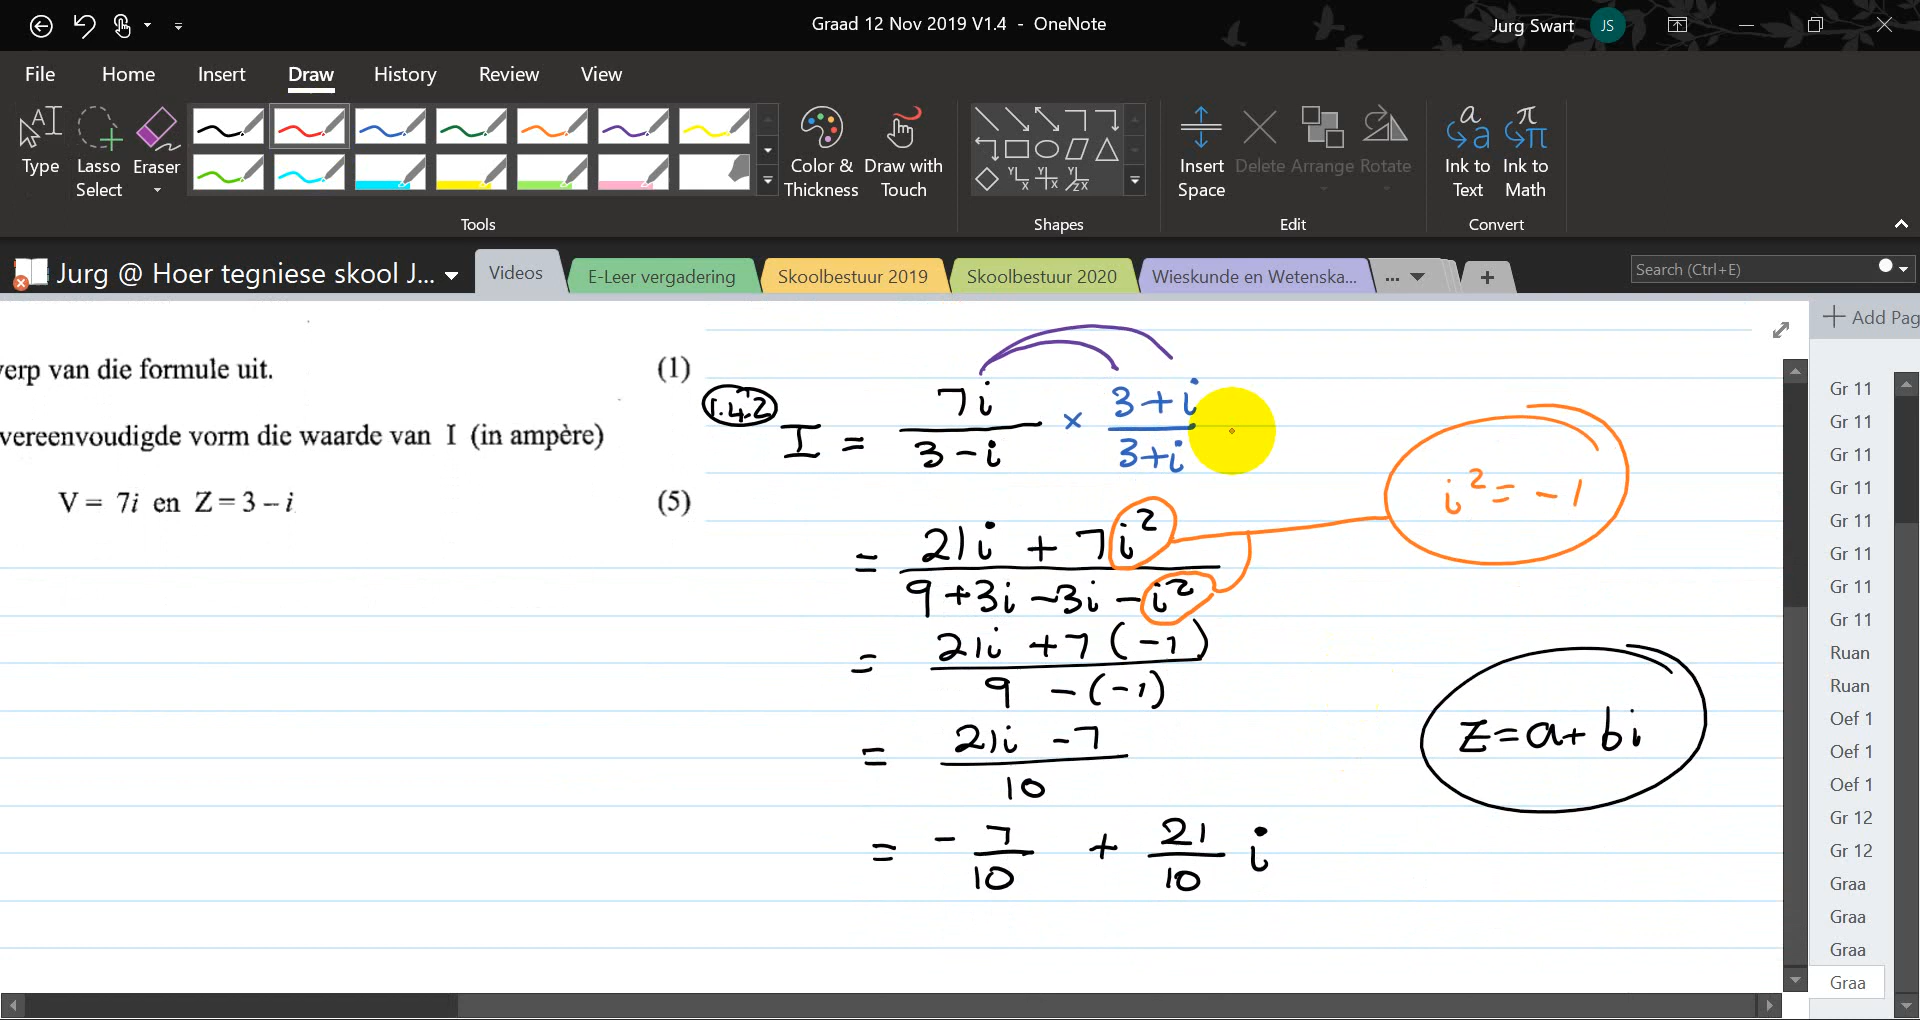 Graad 12 Nov 2019 V1.4 - OneNote
Jurg Swart JS
File Home Insert Draw History Review View
Type
Lasso Select
Eraser
Color & Thickness
Draw with Touch
Insert Space
Delete Arrange Rotate
Ink to Text
Ink to Math
Tools Shapes Edit Convert
Jurg @ Hoer tegniese skool J...
Videos
E-Leer vergadering
Skoolbestuur 2019
Skoolbestuur 2020
Wieskunde en Wetenska...
...
Search (Ctrl+E)
Add Pag
erp van die formule uit. (1)
vereenvoudigde vorm die waarde van I (in ampère)
V = 7i en Z = 3 – i (5)
1.4.2
I = 7i / 3 - i × 3 + i / 3 + i
= 21i + 7i² / 9 + 3i - 3i - i²
i² = -1
= 21i + 7(-1) / 9 - (-1)
= 21i - 7 / 10
z = a + bi
= - 7/10 + 21/10 i
Gr 11
Gr 11
Gr 11
Gr 11
Gr 11
Gr 11
Gr 11
Gr 11
Ruan
Ruan
Oef 1
Oef 1
Oef 1
Gr 12
Gr 12
Graa
Graa
Graa
Graa